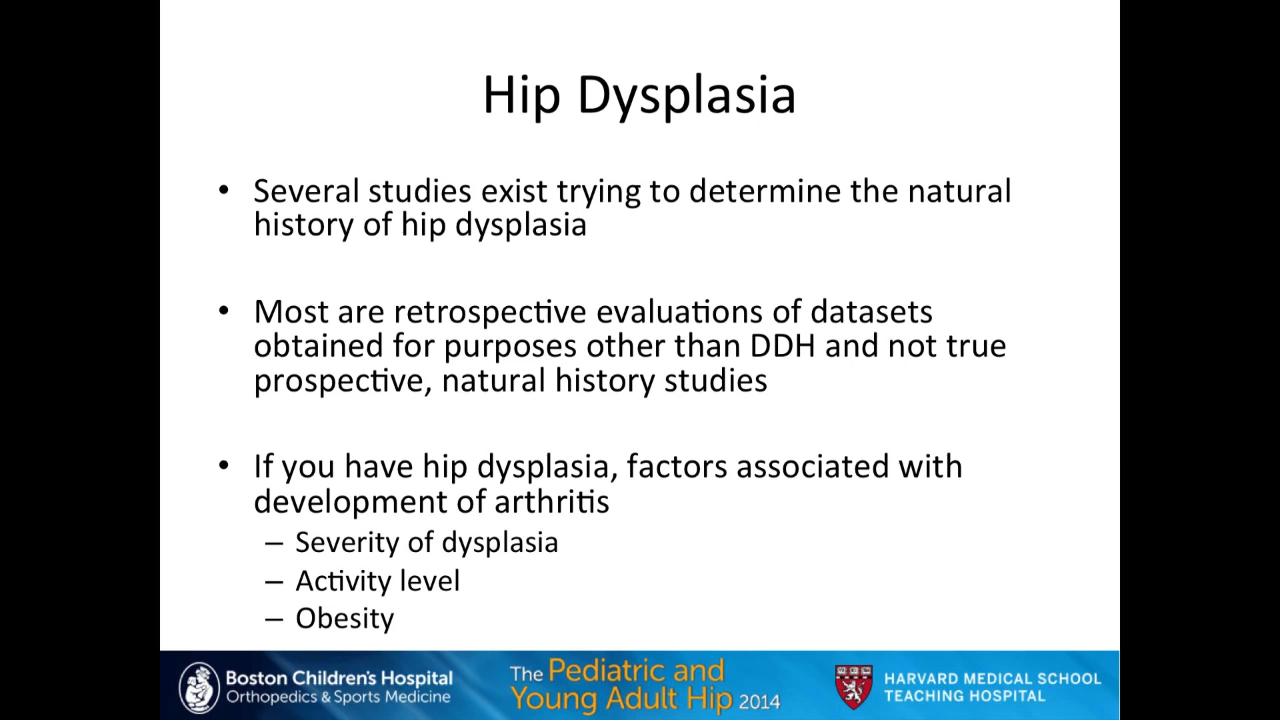 Hip Dysplasia
• Several studies exist trying to determine the natural
history of hip dysplasia
• Most are retrospective evaluations of datasets
obtained for purposes other than DDH and not true
prospective, natural history studies
• If you have hip dysplasia, factors associated with
development of arthritis
– Severity of dysplasia
– Activity level
– Obesity
Boston Children's Hospital
Orthopedics & Sports Medicine
The Pediatric and
Young Adult Hip 2014
HARVARD MEDICAL SCHOOL
TEACHING HOSPITAL